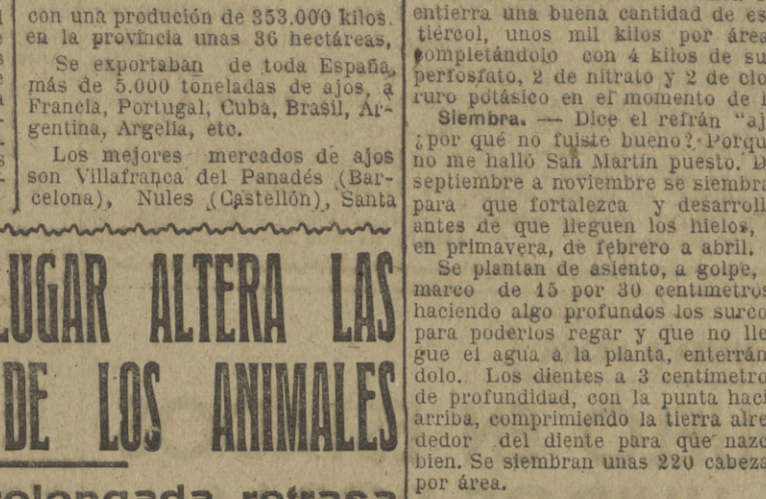 con una produción de 353.000 kilos.
en la provincia unas 36 hectáreas,
Se exportaban de toda España,
más de 5.000 toneladas de ajos, a
Francia, Portugal, Cuba, Brasil, Ar-
gentina, Argelia, etc.
Los mejores mercados de ajos
son Villafranca del Panadés (Bar-
celona), Nules (Castellón), Santa
LUGAR ALTERA LAS
DE LOS ANIMALES
olongada retrasa
entierra una buena cantidad de es
tiércol, unos mil kilos por área
completándolo con 4 kilos de su
perfosfato, 2 de nitrato y 2 de clo
ruro potásico en el momento de
Siembra. — Dice el refrán "aj
¿por qué no fuiste bueno? Porqu
no me halló San Martín puesto. D
septiembre a noviembre se siembra
para que fortalezca y desarroll
antes de que lleguen los hielos,
en primavera, de febrero a abril.
Se plantan de asiento, a golpe,
marco de 15 por 30 centímetros
haciendo algo profundos los surco
para poderlos regar y que no lle
gue el agua a la planta, enterrán
dolo. Los dientes a 3 centimetro
de profundidad, con la punta haci
arriba, comprimiendo la tierra alre
dedor del diente para que nazc
bien. Se siembran unas 220 cabeza
por área.